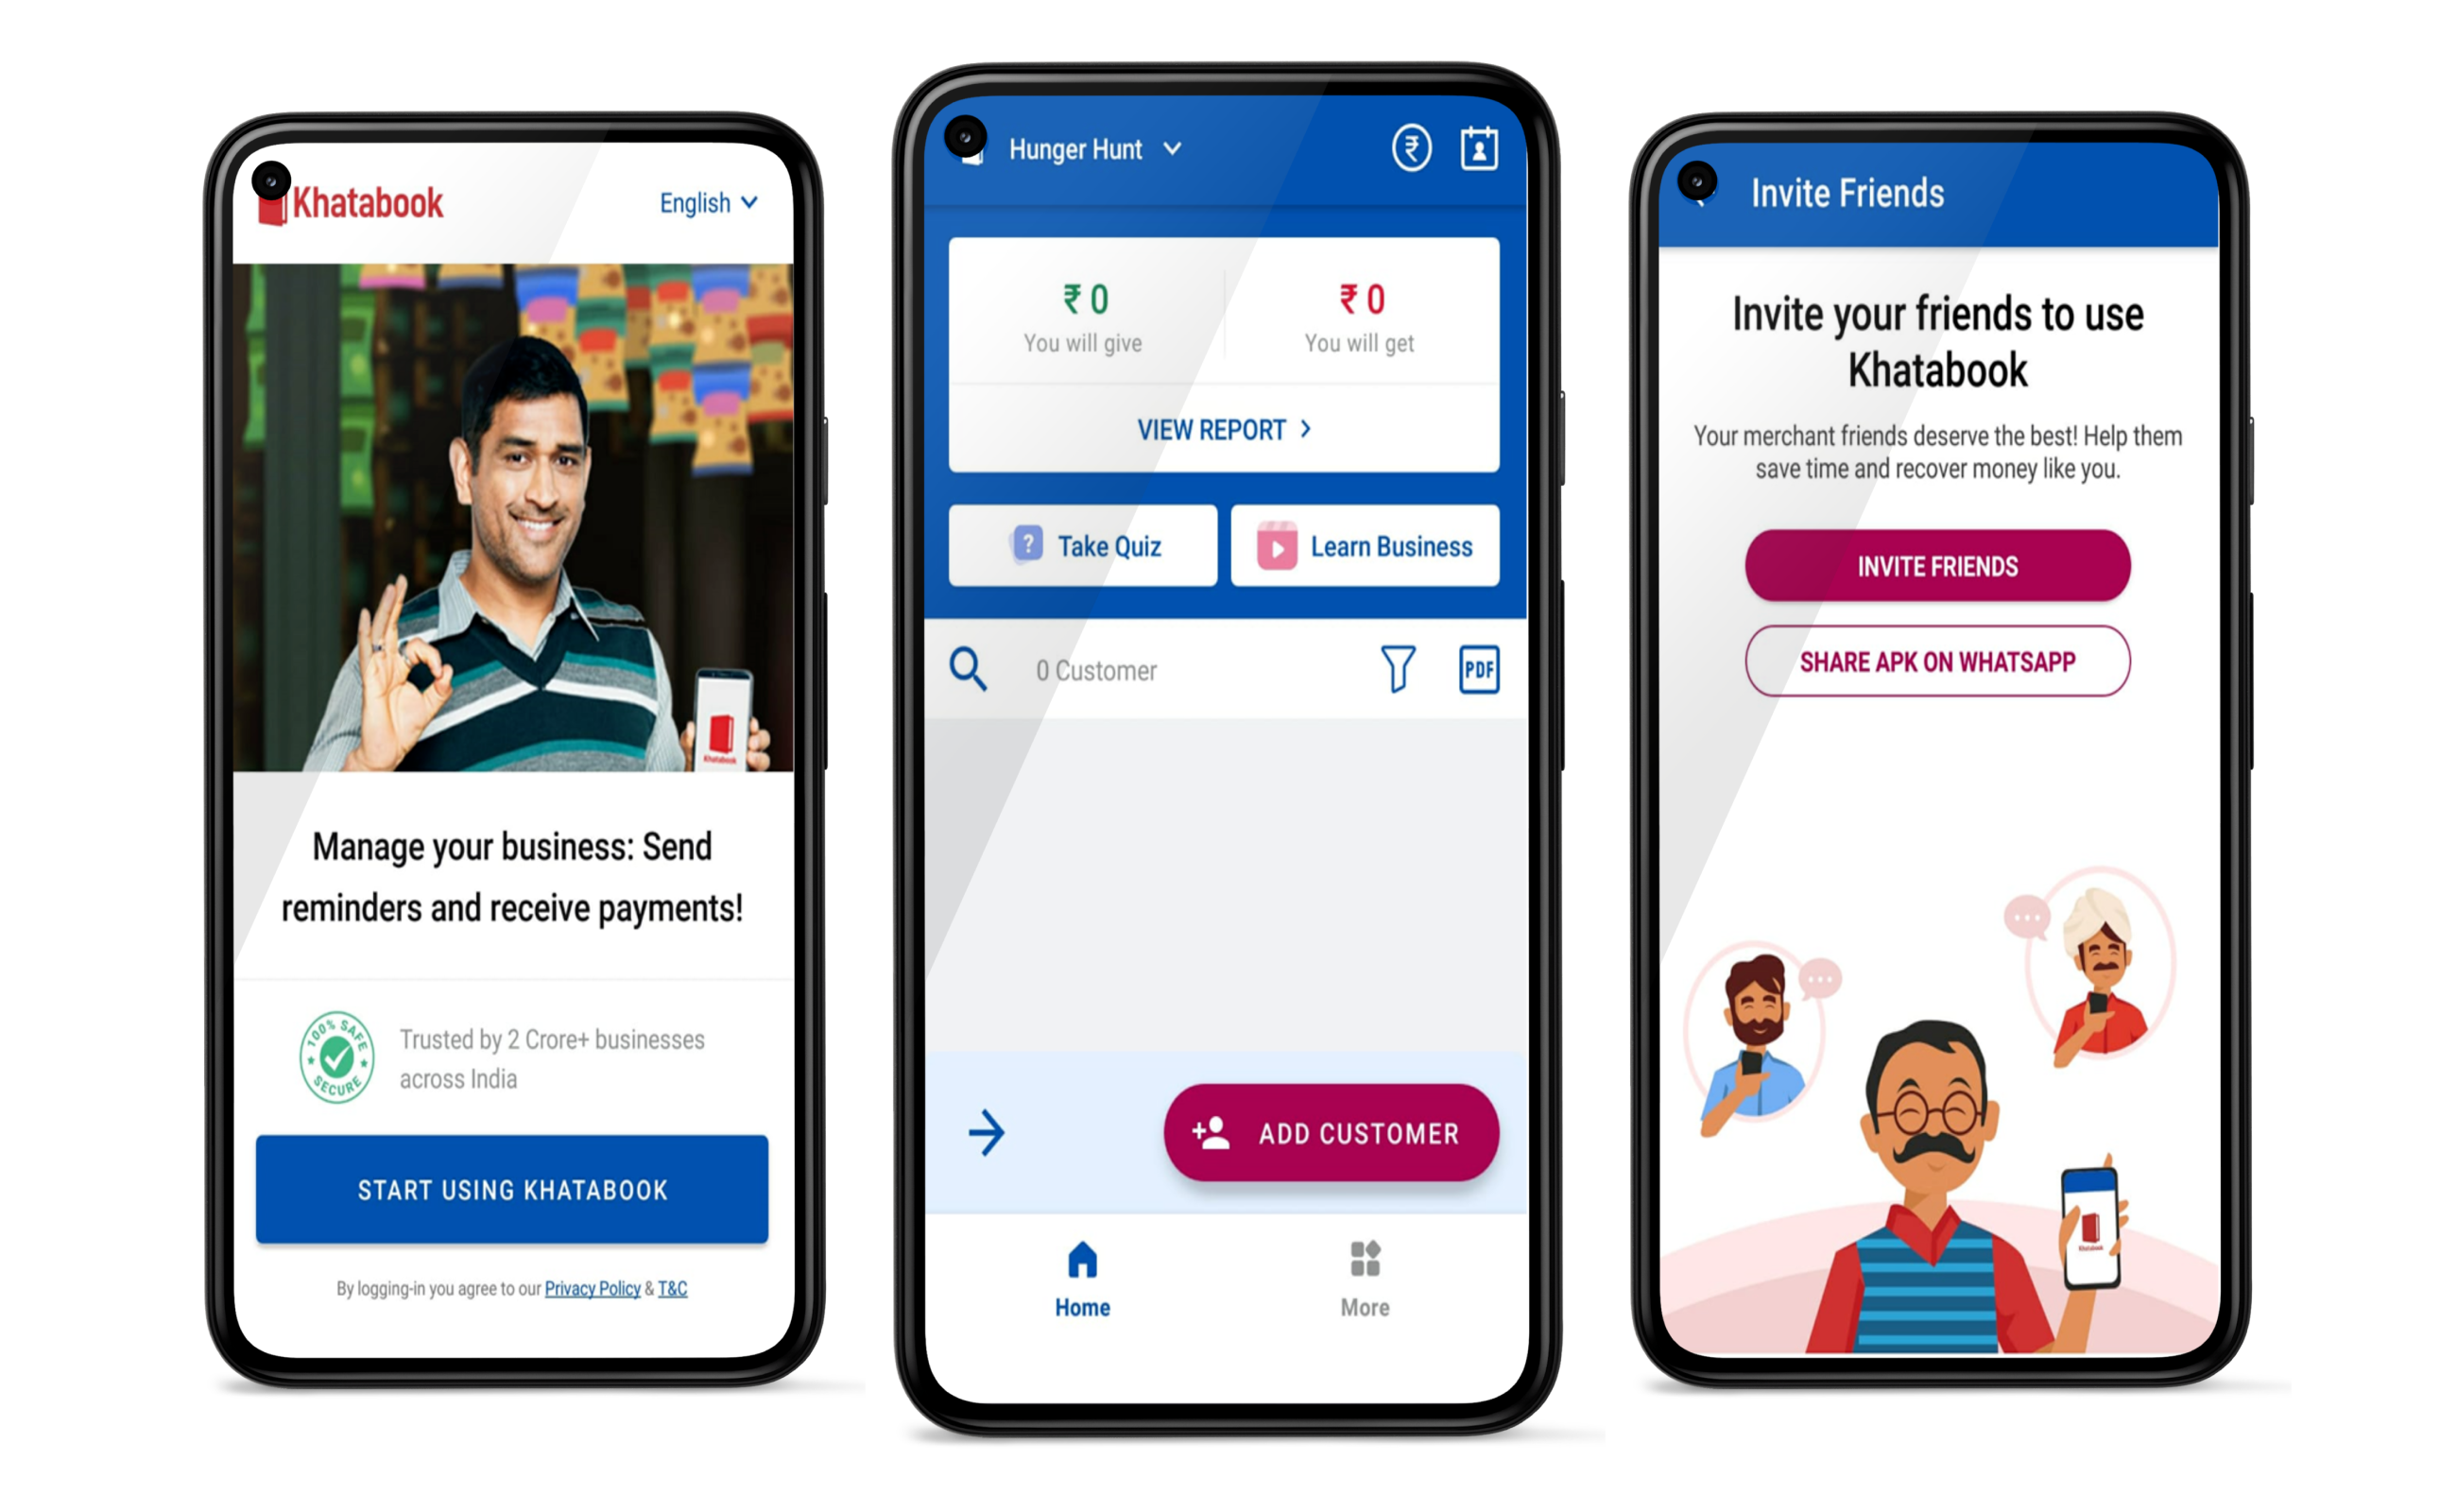 Khatabook
English
Khatabook
Manage your business: Send
reminders and receive payments!
100% SAFE
SECURE
Trusted by 2 Crore+ businesses
across India
START USING KHATABOOK
By logging-in you agree to our Privacy Policy & T&C
Hunger Hunt
₹
₹ 0
You will give
₹ 0
You will get
VIEW REPORT >
?
Take Quiz
Learn Business
0 Customer
PDF
ADD CUSTOMER
Home
More
Invite Friends
Invite your friends to use
Khatabook
Your merchant friends deserve the best! Help them
save time and recover money like you.
INVITE FRIENDS
SHARE APK ON WHATSAPP
Khatabook